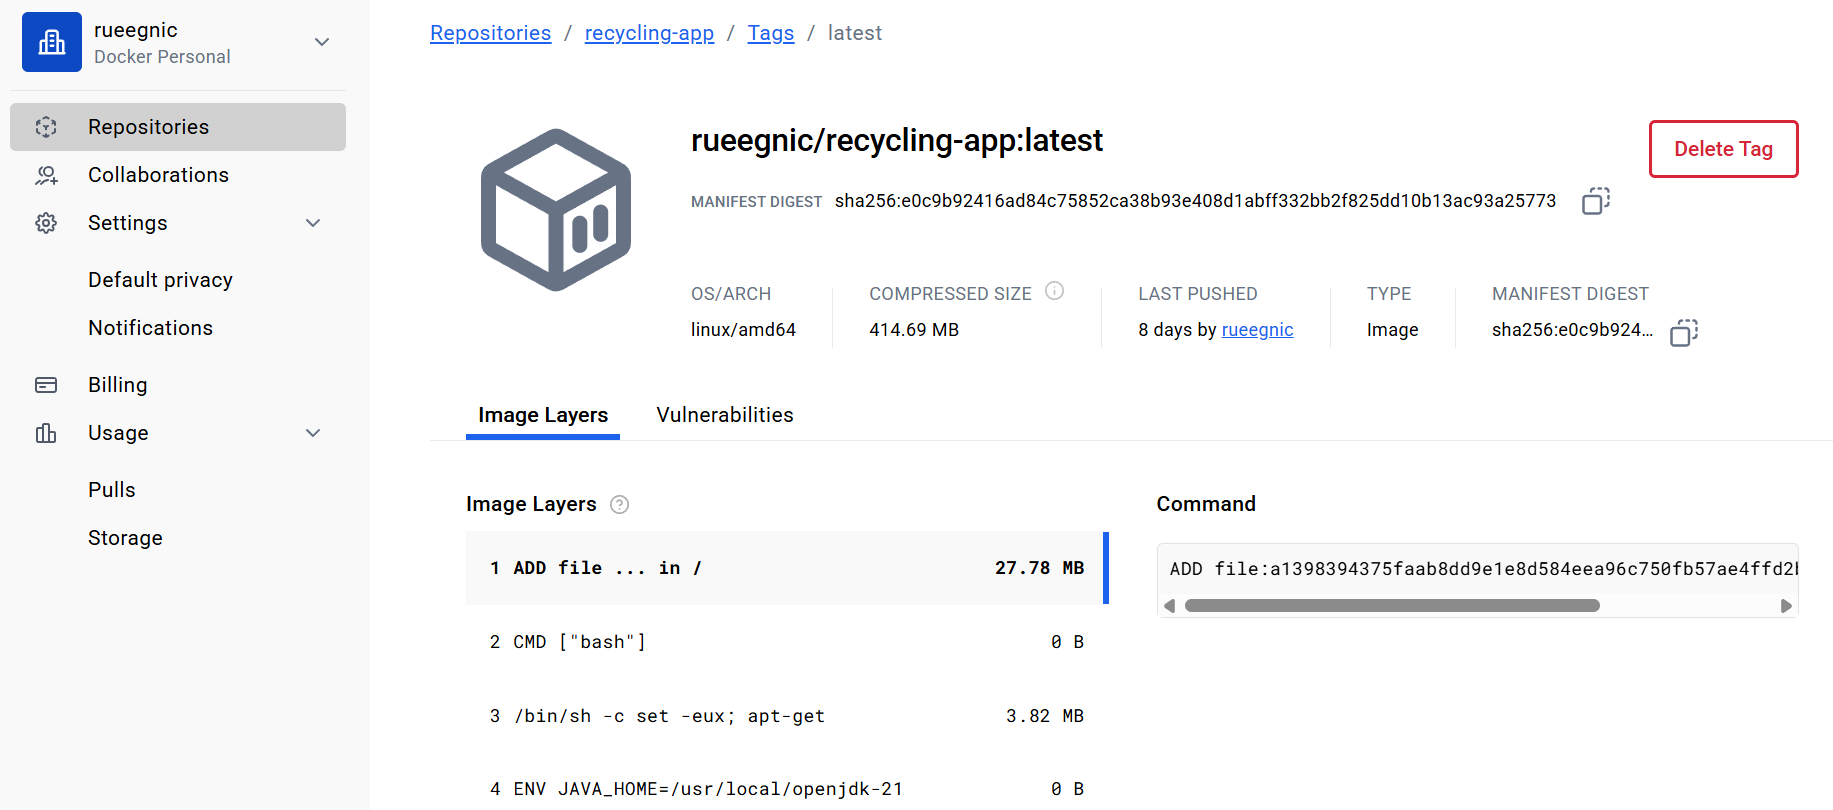 rueegnic
Docker Personal
Repositories
Collaborations
Settings
Default privacy
Notifications
Billing
Usage
Pulls
Storage
Repositories / recycling-app / Tags / latest
rueegnic/recycling-app:latest
Delete Tag
MANIFEST DIGEST sha256:e0c9b92416ad84c75852ca38b93e408d1abff332bb2f825dd10b13ac93a25773
OS/ARCH
linux/amd64
COMPRESSED SIZE
414.69 MB
LAST PUSHED
8 days by rueegnic
TYPE
Image
MANIFEST DIGEST
sha256:e0c9b924...
Image Layers
Vulnerabilities
Image Layers
1 ADD file ... in / 27.78 MB
2 CMD ["bash"] 0 B
3 /bin/sh -c set -eux; apt-get 3.82 MB
4 ENV JAVA_HOME=/usr/local/openjdk-21 0 B
Command
ADD file:a1398394375faab8dd9e1e8d584eea96c750fb57ae4ffd2b